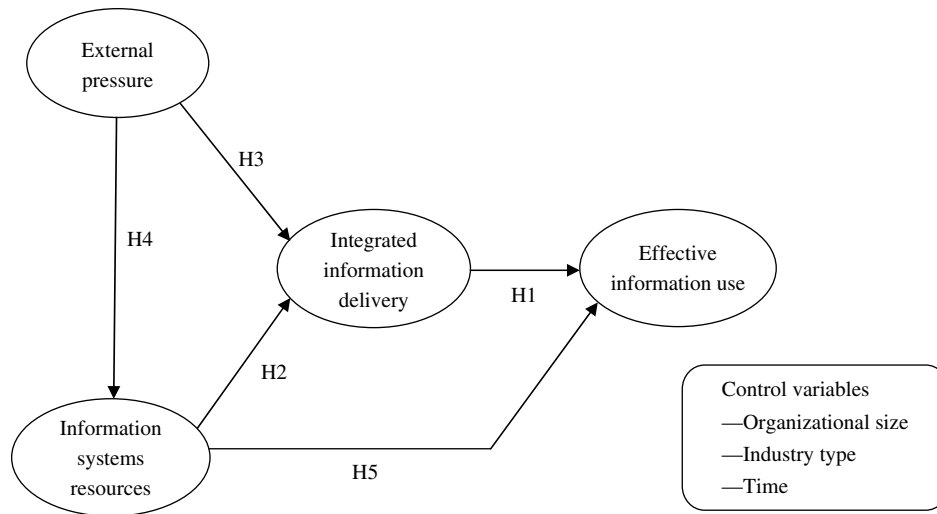 External
pressure
H3
H4
Integrated
information
delivery
Effective
information use
H1
H2
Information
systems
resources
H5
Control variables
—Organizational size
—Industry type
—Time